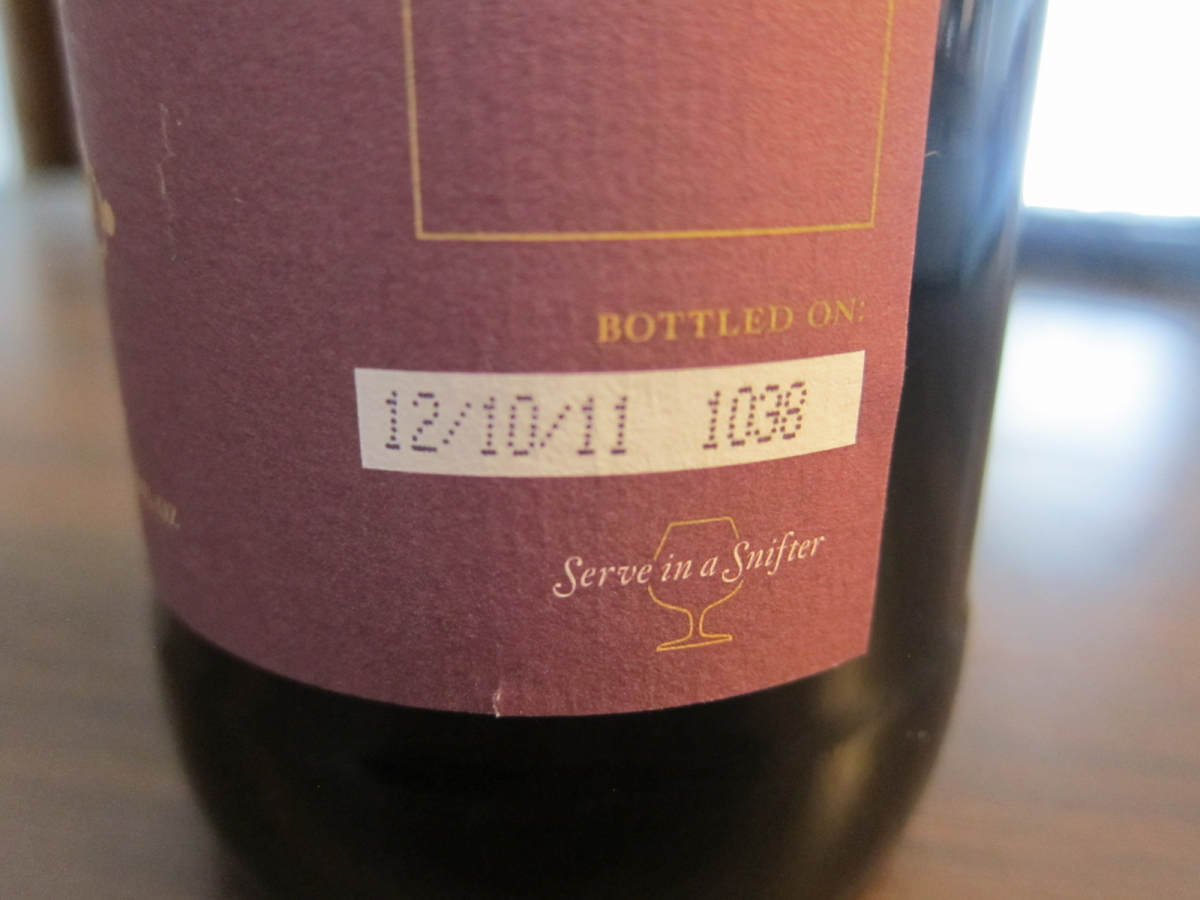 BOTTLED ON:
12/10/11 1038
Serve in a Snifter